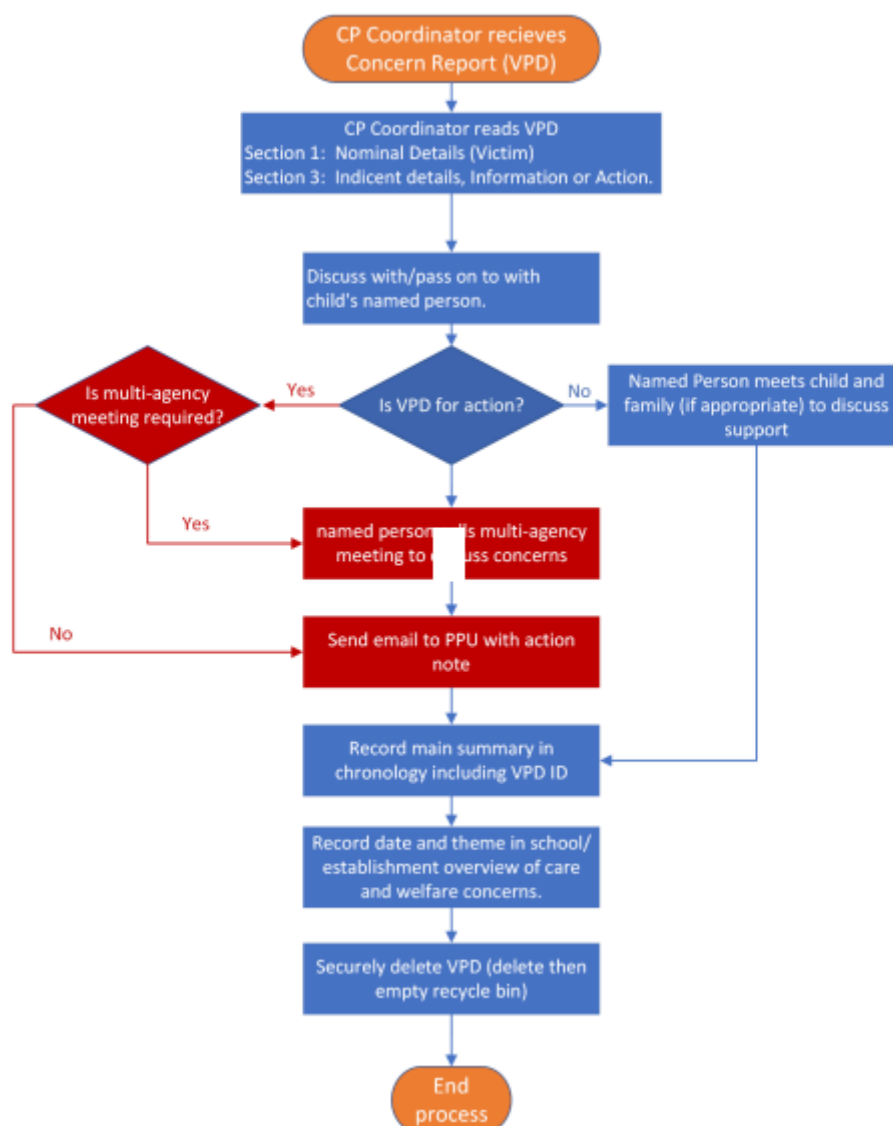 CP Coordinator recieves
Concern Report (VPD)
CP Coordinator reads VPD
Section 1: Nominal Details (Victim)
Section 3: Indicent details, Information or Action.
Discuss with/pass on to with
child's named person.
Is multi-agency
meeting required?
Yes
Is VPD for action?
No
Named Person meets child and
family (if appropriate) to discuss
support
Yes
named person multi-agency
meeting to concerns
No
Send email to PPU with action
note
Record main summary in
chronology including VPD ID
Record date and theme in school/
establishment overview of care
and welfare concerns.
Securely delete VPD (delete then
empty recycle bin)
End
process